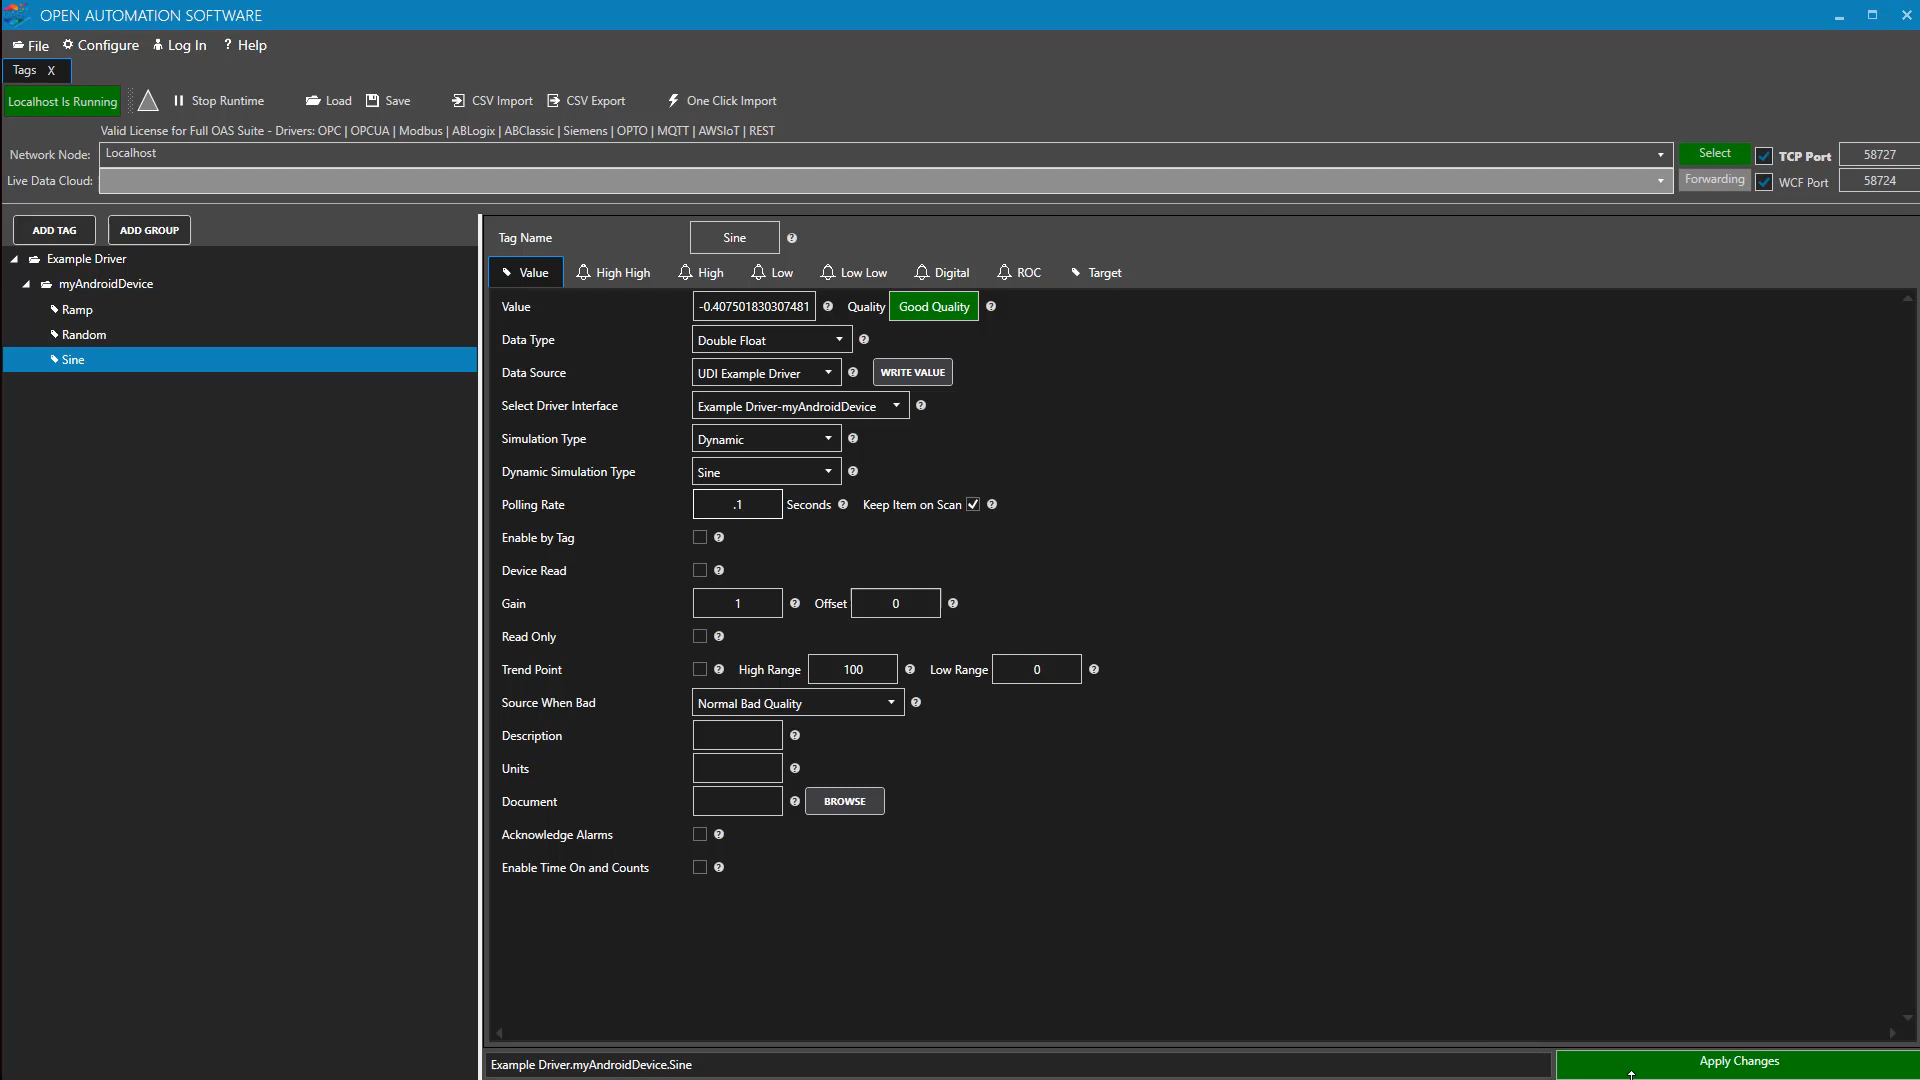 OPEN AUTOMATION SOFTWARE
File Configure Log In ? Help
Tags X
Localhost Is Running Stop Runtime Load Save CSV Import CSV Export One Click Import
Valid License for Full OAS Suite - Drivers: OPC | OPCUA | Modbus | ABLogix | ABClassic | Siemens | OPTO | MQTT | AWSIoT | REST
Network Node: Localhost Select TCP Port 58727
Live Data Cloud: Forwarding WCF Port 58724
ADD TAG ADD GROUP
Example Driver
myAndroidDevice
Ramp
Random
Sine
Tag Name Sine ?
Value High High High Low Low Low Digital ROC Target
Value -0.407501830307481 ? Quality Good Quality ?
Data Type Double Float ?
Data Source UDI Example Driver ? WRITE VALUE
Select Driver Interface Example Driver-myAndroidDevice ?
Simulation Type Dynamic ?
Dynamic Simulation Type Sine ?
Polling Rate .1 Seconds ? Keep Item on Scan ?
Enable by Tag ?
Device Read ?
Gain 1 ? Offset 0 ?
Read Only ?
Trend Point ? High Range 100 ? Low Range 0 ?
Source When Bad Normal Bad Quality ?
Description ?
Units ?
Document ? BROWSE
Acknowledge Alarms ?
Enable Time On and Counts ?
Example Driver.myAndroidDevice.Sine Apply Changes